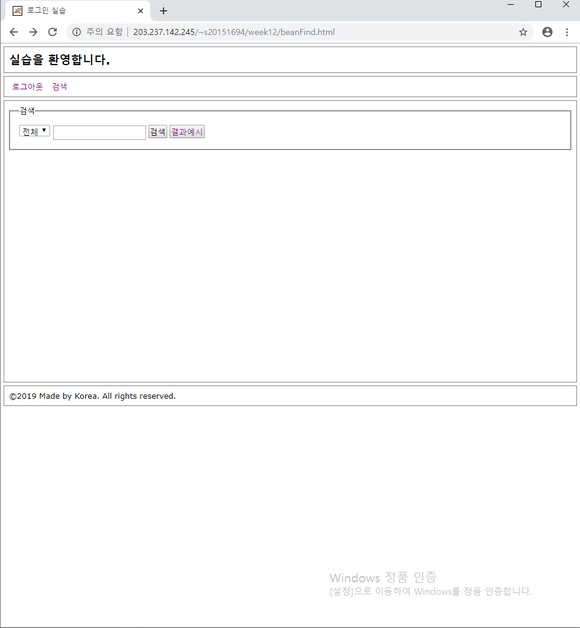 로그인 실습
주의 요함 203.237.142.245/~s20151694/week12/beanFind.html
실습을 환영합니다.
로그아웃 검색
검색
전체 검색 결과예시
©2019 Made by Korea. All rights reserved.
Windows 정품 인증
[설정]으로 이동하여 Windows를 정품 인증합니다.